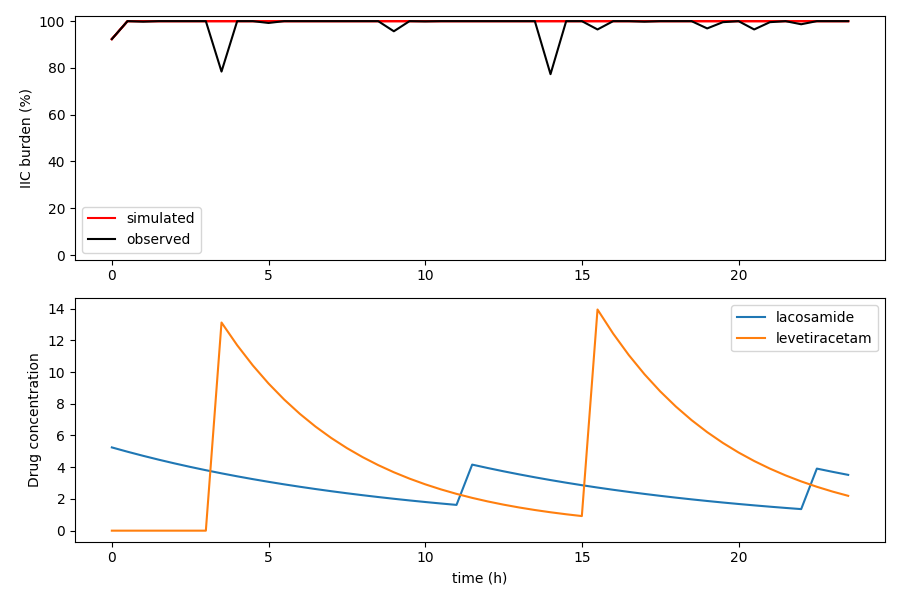 100
80
60
40
20
0
IIC burden (%)
simulated
observed
0 5 10 15 20
14
12
10
8
6
4
2
0
Drug concentration
lacosamide
levetiracetam
0 5 10 15 20
time (h)